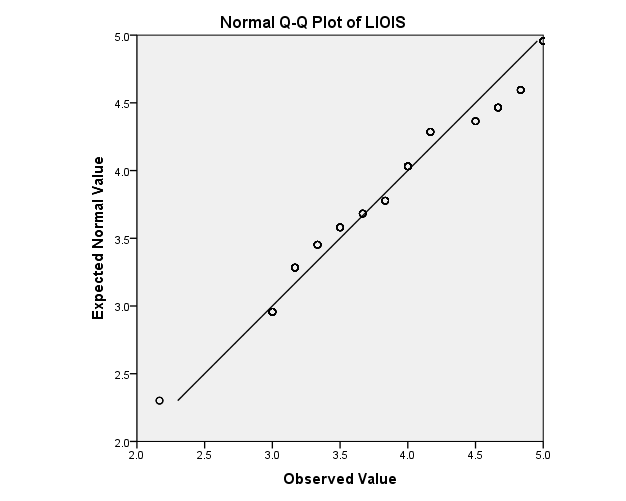 Normal Q-Q Plot of LIOIS
Expected Normal Value
5.0
4.5
4.0
3.5
3.0
2.5
2.0
2.0 2.5 3.0 3.5 4.0 4.5 5.0
Observed Value